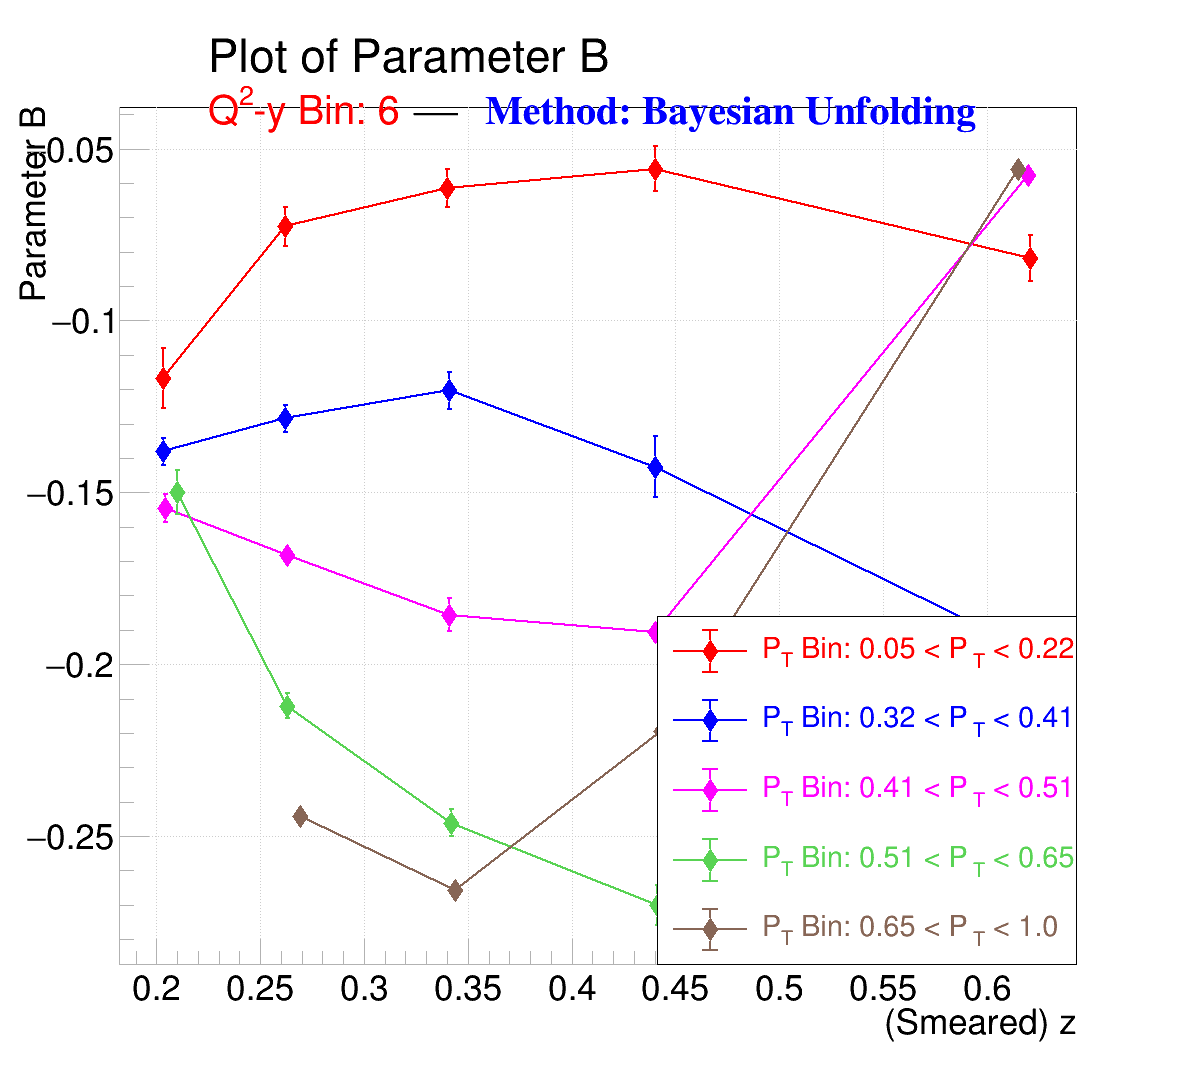 Plot of Parameter B
Q2-y Bin: 6 — Method: Bayesian Unfolding
Parameter B
0.05
−0.1
−0.15
−0.2
−0.25
0.2 0.25 0.3 0.35 0.4 0.45 0.5 0.55 0.6
(Smeared) z
PT Bin: 0.05 < PT < 0.22
PT Bin: 0.32 < PT < 0.41
PT Bin: 0.41 < PT < 0.51
PT Bin: 0.51 < PT < 0.65
PT Bin: 0.65 < PT < 1.0